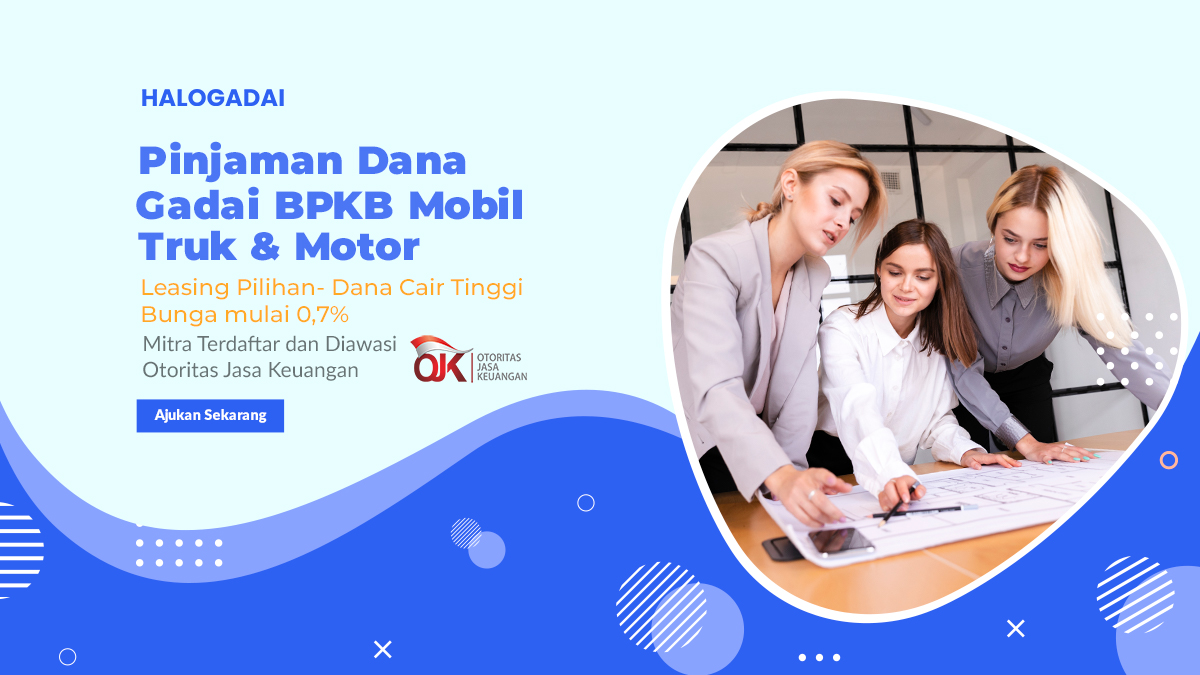 HALOGADAI
Pinjaman Dana
Gadai BPKB Mobil
Truk & Motor
Leasing Pilihan- Dana Cair Tinggi
Bunga mulai 0,7%
Mitra Terdaftar dan Diawasi
Otoritas Jasa Keuangan
OJK
OTORITAS
JASA
KEUANGAN
Ajukan Sekarang